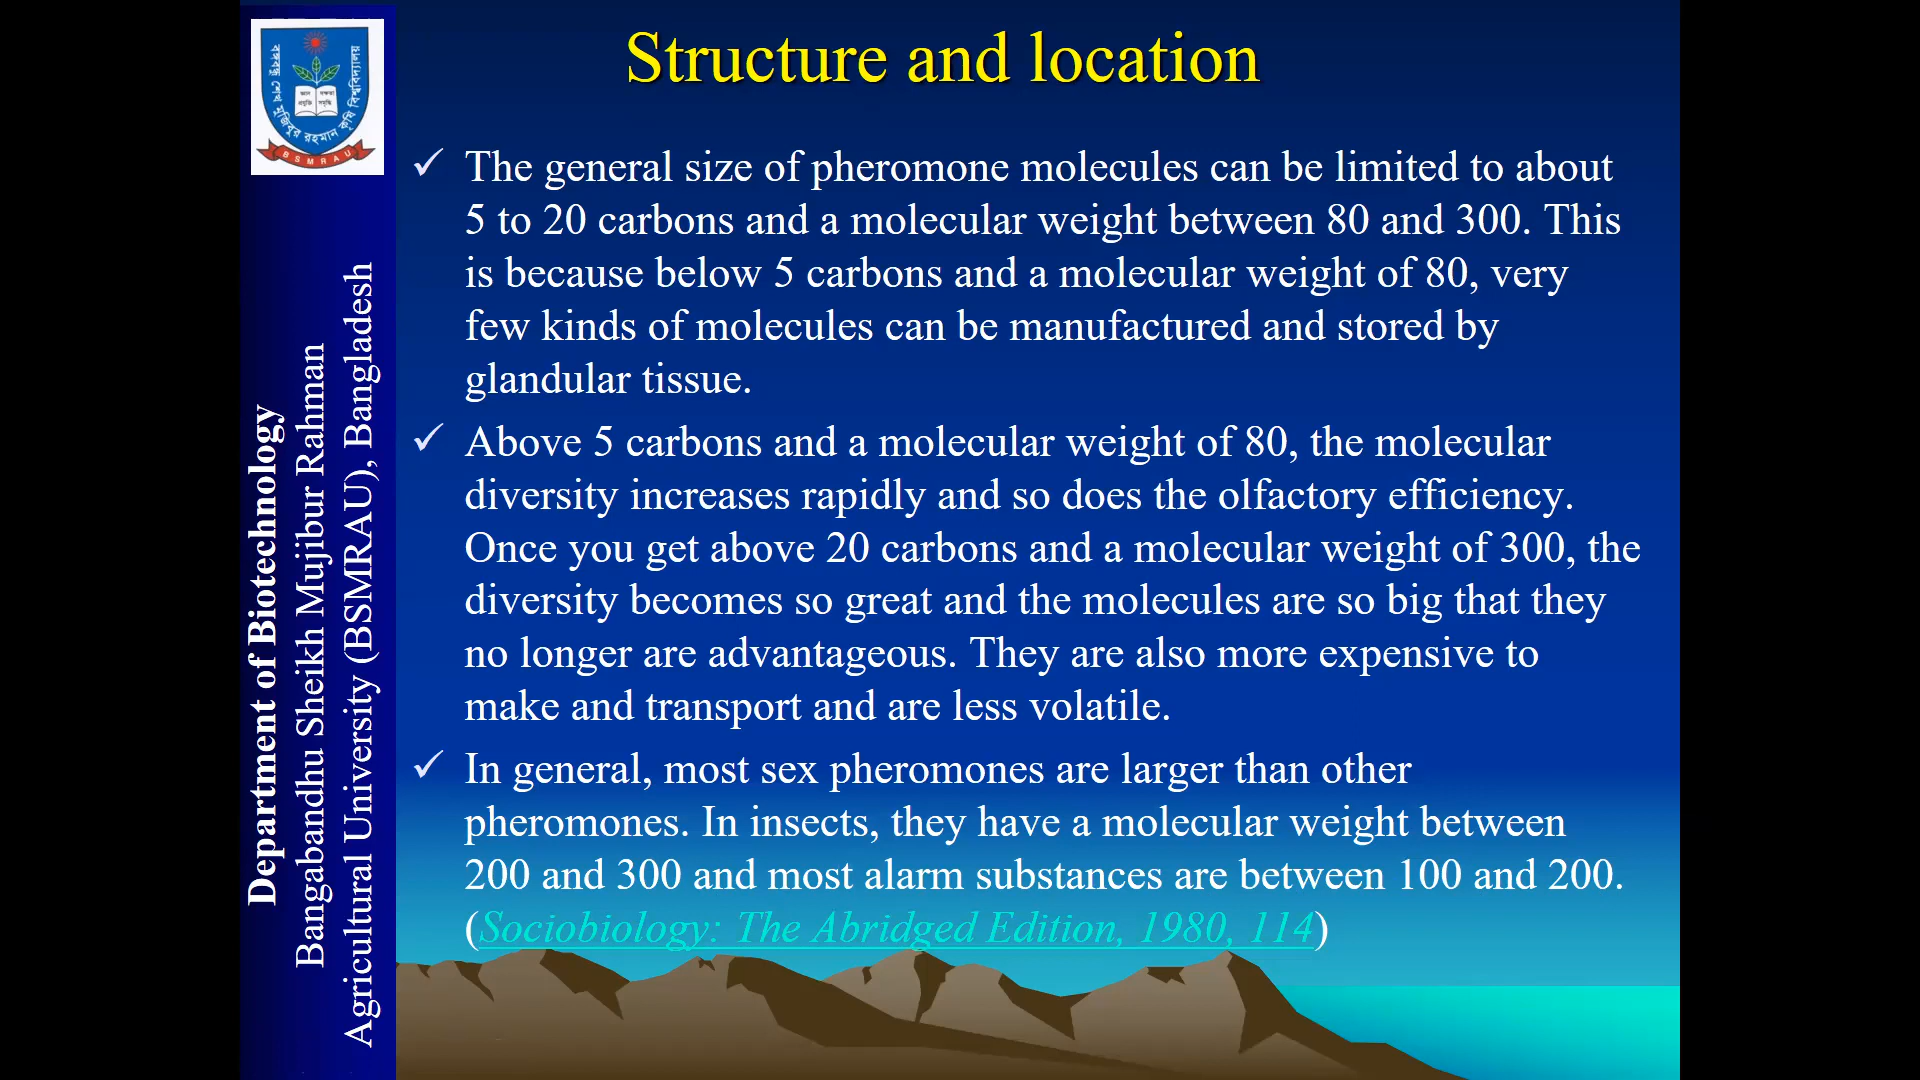 Structure and location
✓ The general size of pheromone molecules can be limited to about
5 to 20 carbons and a molecular weight between 80 and 300. This
is because below 5 carbons and a molecular weight of 80, very
few kinds of molecules can be manufactured and stored by
glandular tissue.
✓ Above 5 carbons and a molecular weight of 80, the molecular
diversity increases rapidly and so does the olfactory efficiency.
Once you get above 20 carbons and a molecular weight of 300, the
diversity becomes so great and the molecules are so big that they
no longer are advantageous. They are also more expensive to
make and transport and are less volatile.
✓ In general, most sex pheromones are larger than other
pheromones. In insects, they have a molecular weight between
200 and 300 and most alarm substances are between 100 and 200.
(Sociobiology: The Abridged Edition, 1980, 114)
Department of Biotechnology
Bangabandhu Sheikh Mujibur Rahman
Agricultural University (BSMRAU), Bangladesh
বঙ্গবন্ধু শেখ মুজিবুর রহমান কৃষি বিশ্ববিদ্যালয়
BSMRAU